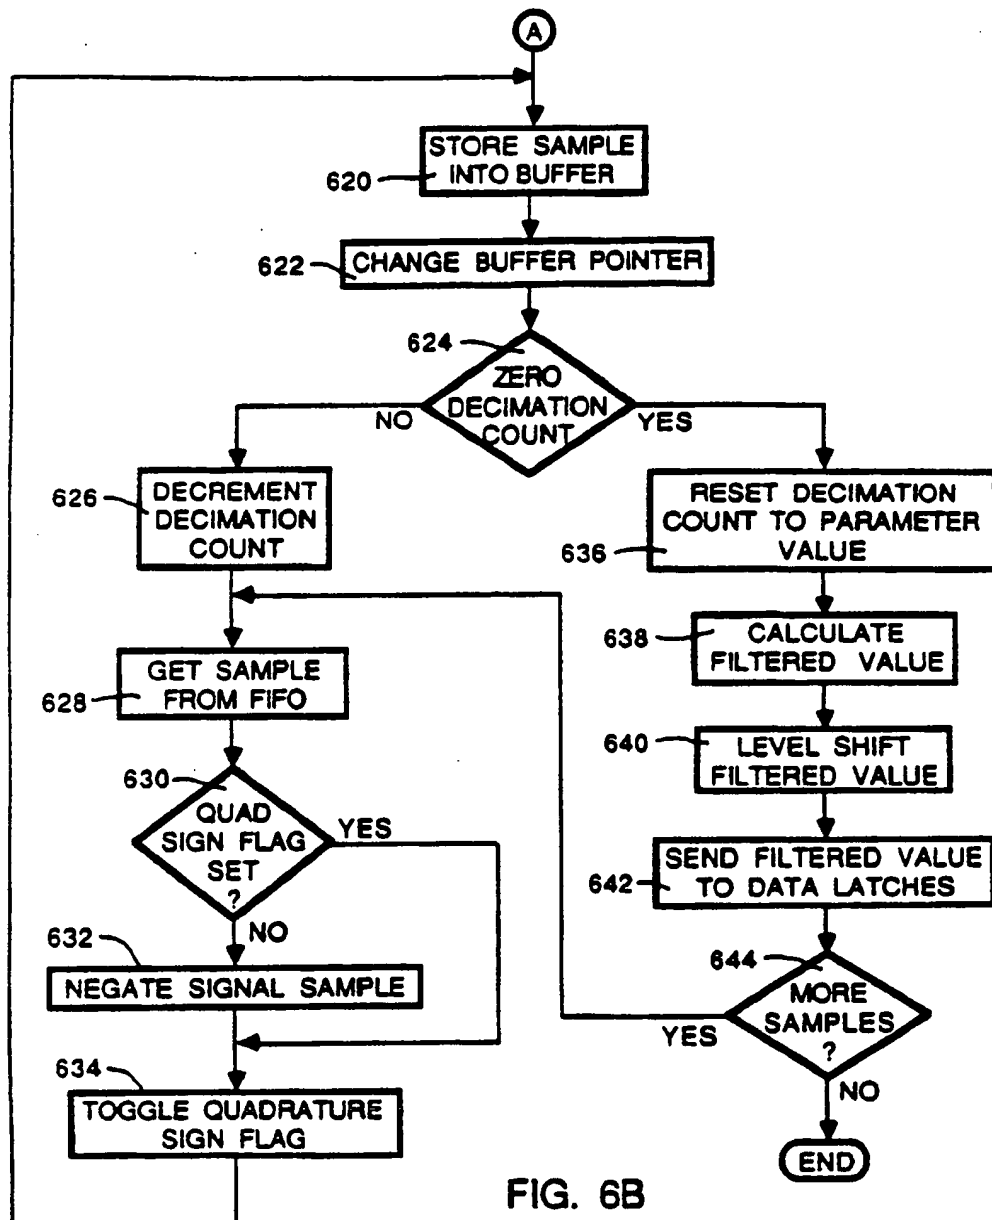 A
STORE SAMPLE
INTO BUFFER
620
CHANGE BUFFER POINTER
622
624
ZERO
DECIMATION
COUNT
NO
YES
DECREMENT
DECIMATION
COUNT
626
RESET DECIMATION
COUNT TO PARAMETER
VALUE
636
CALCULATE
FILTERED VALUE
638
GET SAMPLE
FROM FIFO
628
LEVEL SHIFT
FILTERED VALUE
640
630
QUAD
SIGN FLAG
SET
?
YES
NO
SEND FILTERED VALUE
TO DATA LATCHES
642
632
NEGATE SIGNAL SAMPLE
644
MORE
SAMPLES
?
YES
NO
634
TOGGLE QUADRATURE
SIGN FLAG
END
FIG. 6B